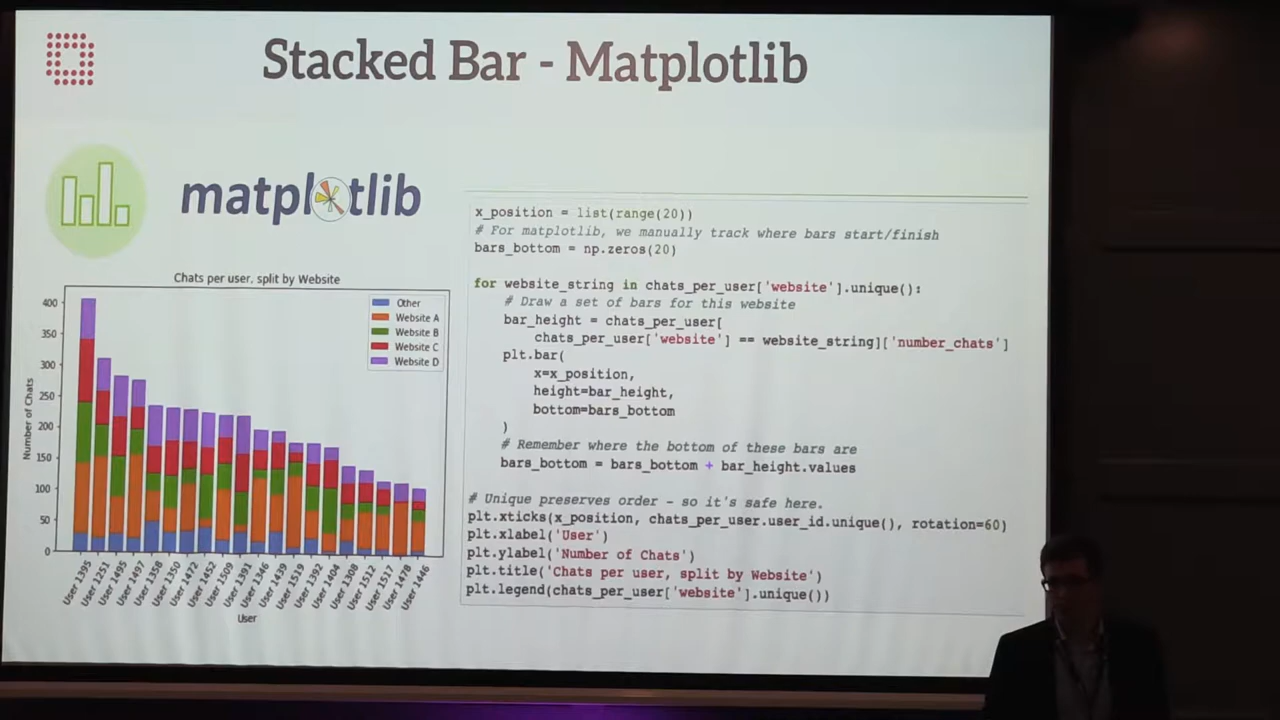 Stacked Bar - Matplotlib
matplotlib
Chats per user, split by Website
400
350
300
250
200
150
100
50
0
Number of Chats
Other
Website A
Website B
Website C
Website D
User 1395
User 1251
User 1495
User 1497
User 1358
User 1350
User 1472
User 1452
User 1509
User 1391
User 1346
User 1439
User 1519
User 1392
User 1404
User 1308
User 1512
User 1517
User 1478
User 1446
User
x_position = list(range(20))
# For matplotlib, we manually track where bars start/finish
bars_bottom = np.zeros(20)
for website_string in chats_per_user['website'].unique():
# Draw a set of bars for this website
bar_height = chats_per_user[
chats_per_user['website'] == website_string]['number_chats']
plt.bar(
x=x_position,
height=bar_height,
bottom=bars_bottom
)
# Remember where the bottom of these bars are
bars_bottom = bars_bottom + bar_height.values
# Unique preserves order - so it's safe here.
plt.xticks(x_position, chats_per_user.user_id.unique(), rotation=60)
plt.xlabel('User')
plt.ylabel('Number of Chats')
plt.title('Chats per user, split by Website')
plt.legend(chats_per_user['website'].unique())